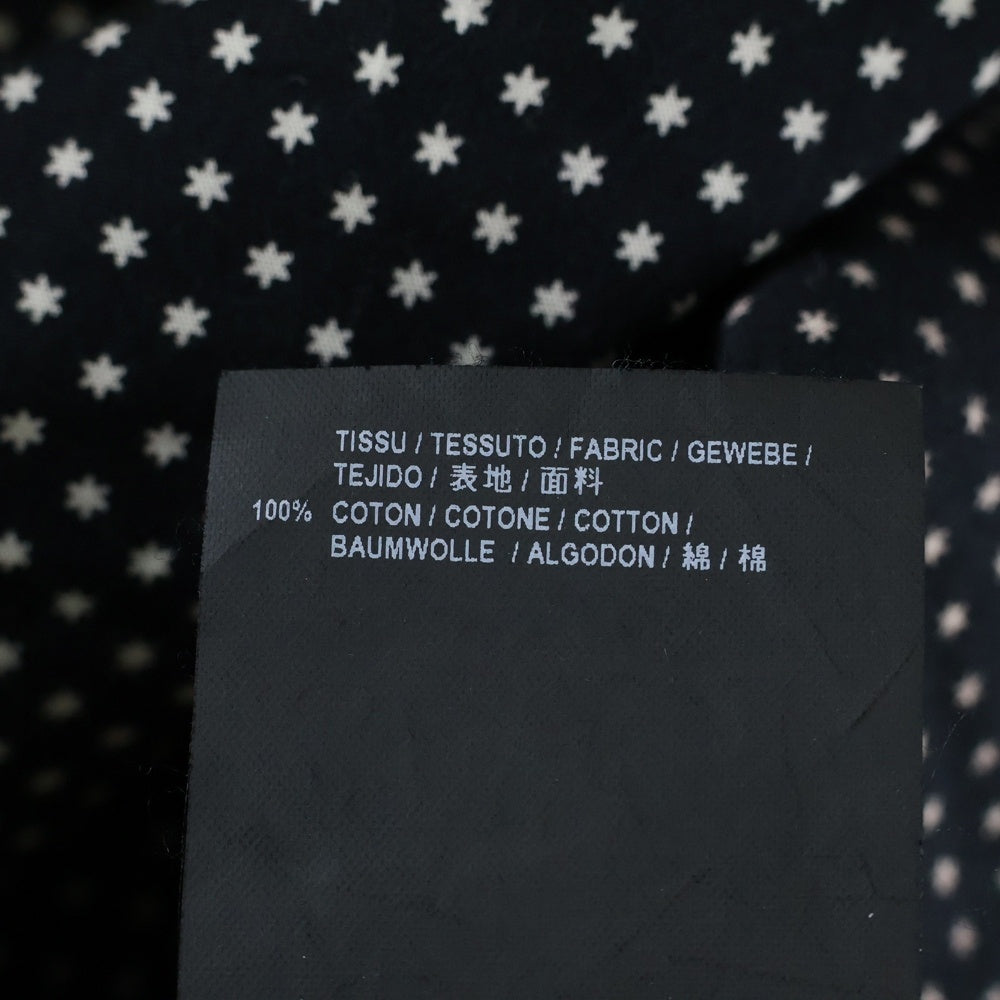 TISSU / TESSUTO / FABRIC / GEWEBE /
TEJIDO / 表地 / 面料
100% COTON / COTONE / COTTON /
BAUMWOLLE / ALGODON / 綿 / 棉